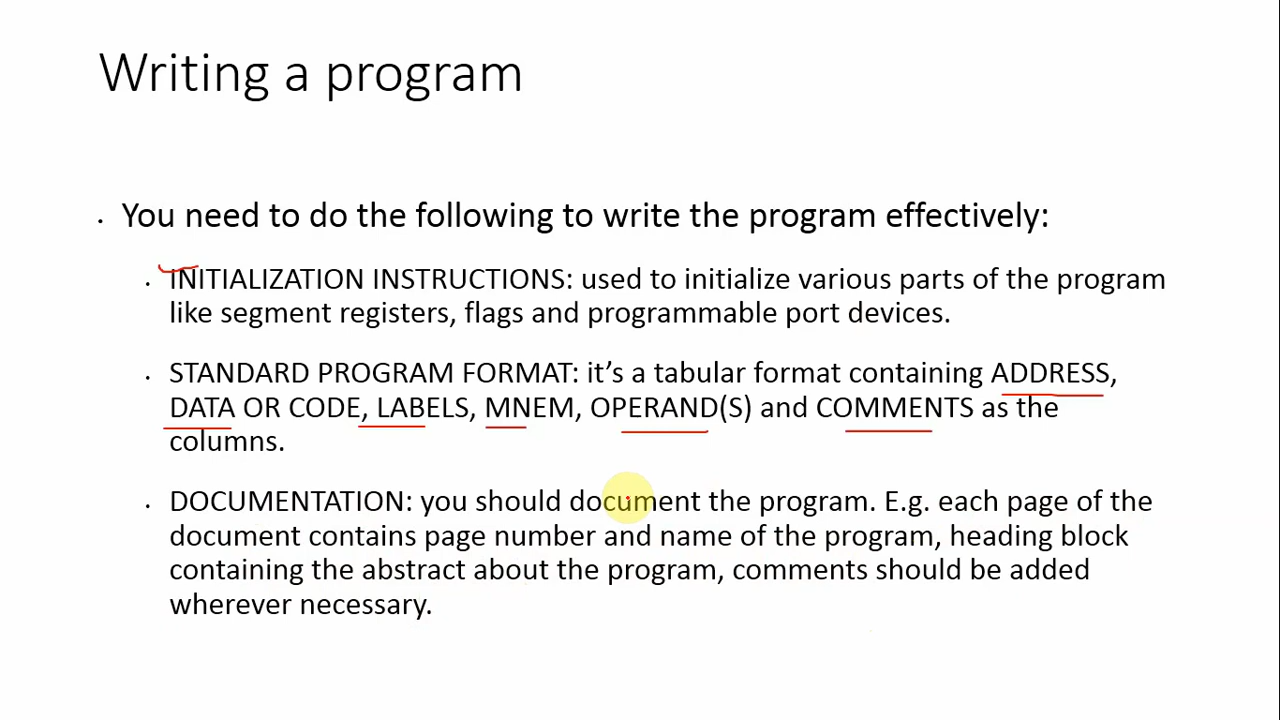 Writing a program
• You need to do the following to write the program effectively:
• INITIALIZATION INSTRUCTIONS: used to initialize various parts of the program
like segment registers, flags and programmable port devices.
• STANDARD PROGRAM FORMAT: it's a tabular format containing ADDRESS,
DATA OR CODE, LABELS, MNEM, OPERAND(S) and COMMENTS as the
columns.
• DOCUMENTATION: you should document the program. E.g. each page of the
document contains page number and name of the program, heading block
containing the abstract about the program, comments should be added
wherever necessary.